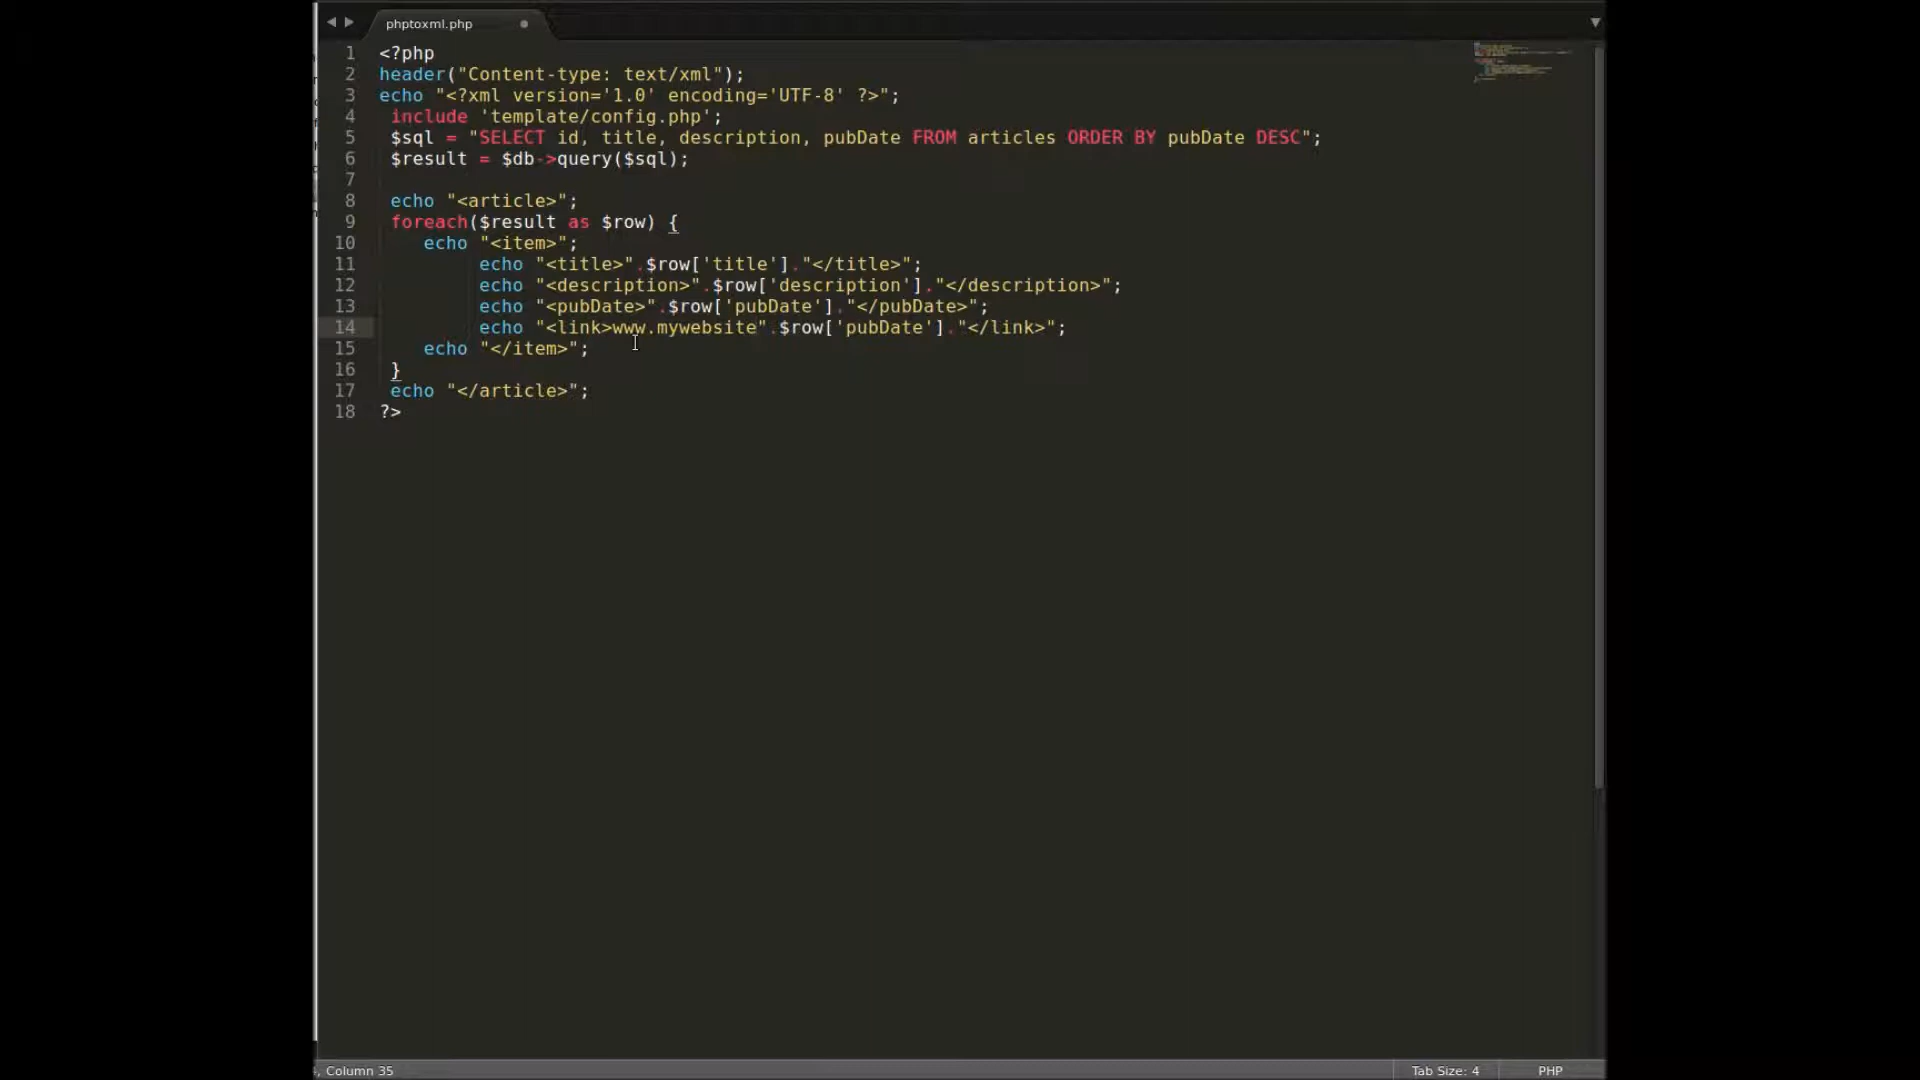 phptoxml.php
1 <?php
2 header("Content-type: text/xml");
3 echo "<?xml version='1.0' encoding='UTF-8' ?>";
4 include 'template/config.php';
5 $sql = "SELECT id, title, description, pubDate FROM articles ORDER BY pubDate DESC";
6 $result = $db->query($sql);
7
8 echo "<article>";
9 foreach($result as $row) {
10 echo "<item>";
11 echo "<title>".$row['title']."</title>";
12 echo "<description>".$row['description']."</description>";
13 echo "<pubDate>".$row['pubDate']."</pubDate>";
14 echo "<link>www.mywebsite".$row['pubDate']."</link>";
15 echo "</item>";
16 }
17 echo "</article>";
18 ?>
, Column 35 Tab Size: 4 PHP